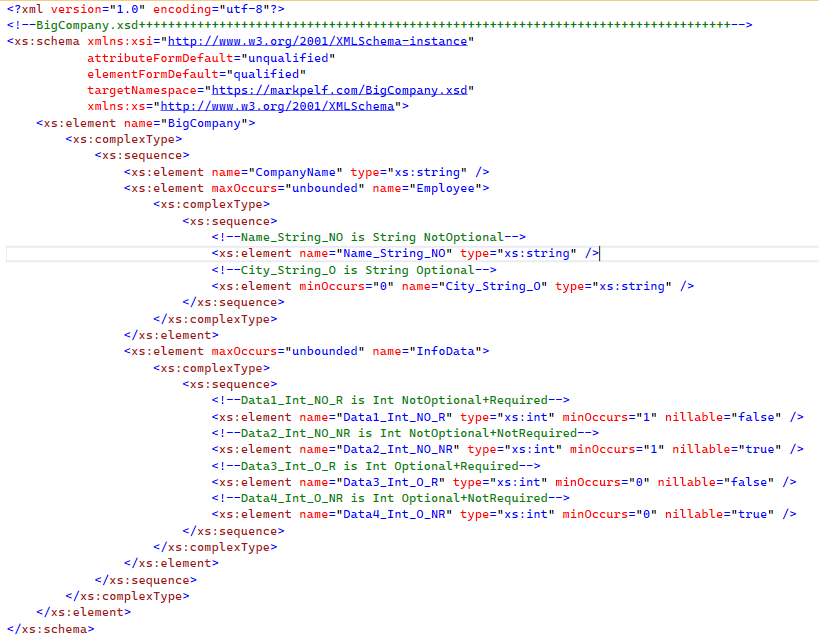 <?xml version="1.0" encoding="utf-8"?>
<!--BigCompany.xsd+++++++++++++++++++++++++++++++++++++++++++++++++++++++++++++++++++++++++++++++++-->
<xs:schema xmlns:xsi="http://www.w3.org/2001/XMLSchema-instance"
           attributeFormDefault="unqualified"
           elementFormDefault="qualified"
           targetNamespace="https://markpelf.com/BigCompany.xsd"
           xmlns:xs="http://www.w3.org/2001/XMLSchema">
    <xs:element name="BigCompany">
        <xs:complexType>
            <xs:sequence>
                <xs:element name="CompanyName" type="xs:string" />
                <xs:element maxOccurs="unbounded" name="Employee">
                    <xs:complexType>
                        <xs:sequence>
                            <!--Name_String_NO is String NotOptional-->
                            <xs:element name="Name_String_NO" type="xs:string" />
                            <!--City_String_O is String Optional-->
                            <xs:element minOccurs="0" name="City_String_O" type="xs:string" />
                        </xs:sequence>
                    </xs:complexType>
                </xs:element>
                <xs:element maxOccurs="unbounded" name="InfoData">
                    <xs:complexType>
                        <xs:sequence>
                            <!--Data1_Int_NO_R is Int NotOptional+Required-->
                            <xs:element name="Data1_Int_NO_R" type="xs:int" minOccurs="1" nillable="false" />
                            <!--Data2_Int_NO_NR is Int NotOptional+NotRequired-->
                            <xs:element name="Data2_Int_NO_NR" type="xs:int" minOccurs="1" nillable="true" />
                            <!--Data3_Int_O_R is Int Optional+Required-->
                            <xs:element name="Data3_Int_O_R" type="xs:int" minOccurs="0" nillable="false" />
                            <!--Data4_Int_O_NR is Int Optional+NotRequired-->
                            <xs:element name="Data4_Int_O_NR" type="xs:int" minOccurs="0" nillable="true" />
                        </xs:sequence>
                    </xs:complexType>
                </xs:element>
            </xs:sequence>
        </xs:complexType>
    </xs:element>
</xs:schema>